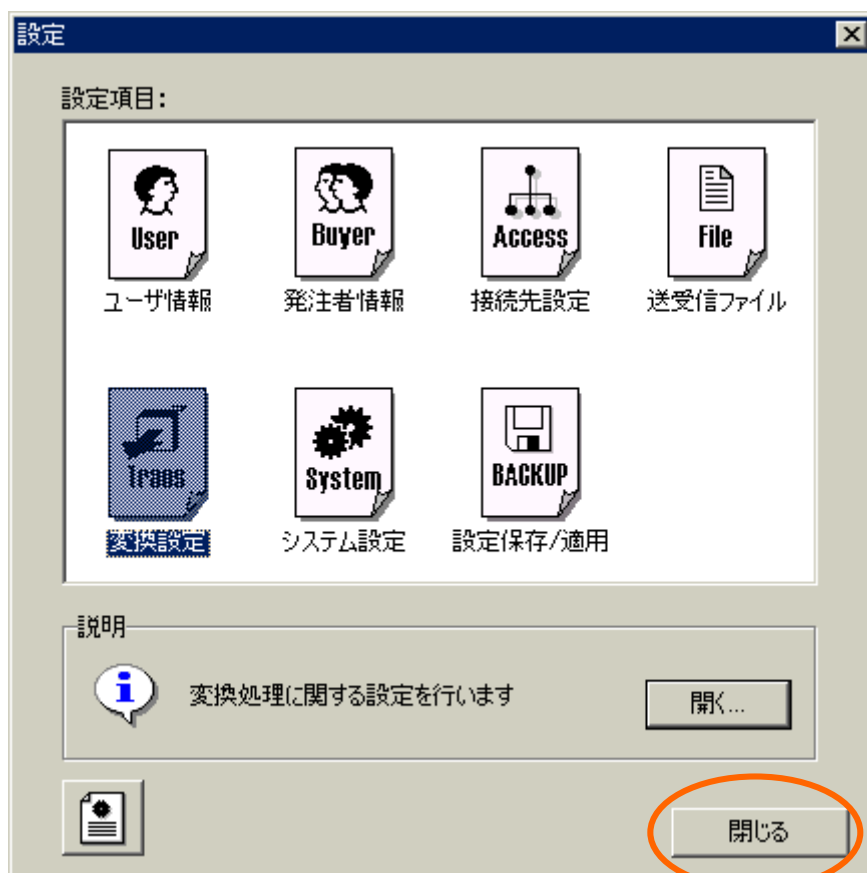 設定
設定項目:
User
Buyer
Access
File
ユーザ情報
発注者情報
接続先設定
送受信ファイル
Trans
System
BACKUP
変換設定
システム設定
設定保存/適用
説明
変換処理に関する設定を行います
開く...
閉じる